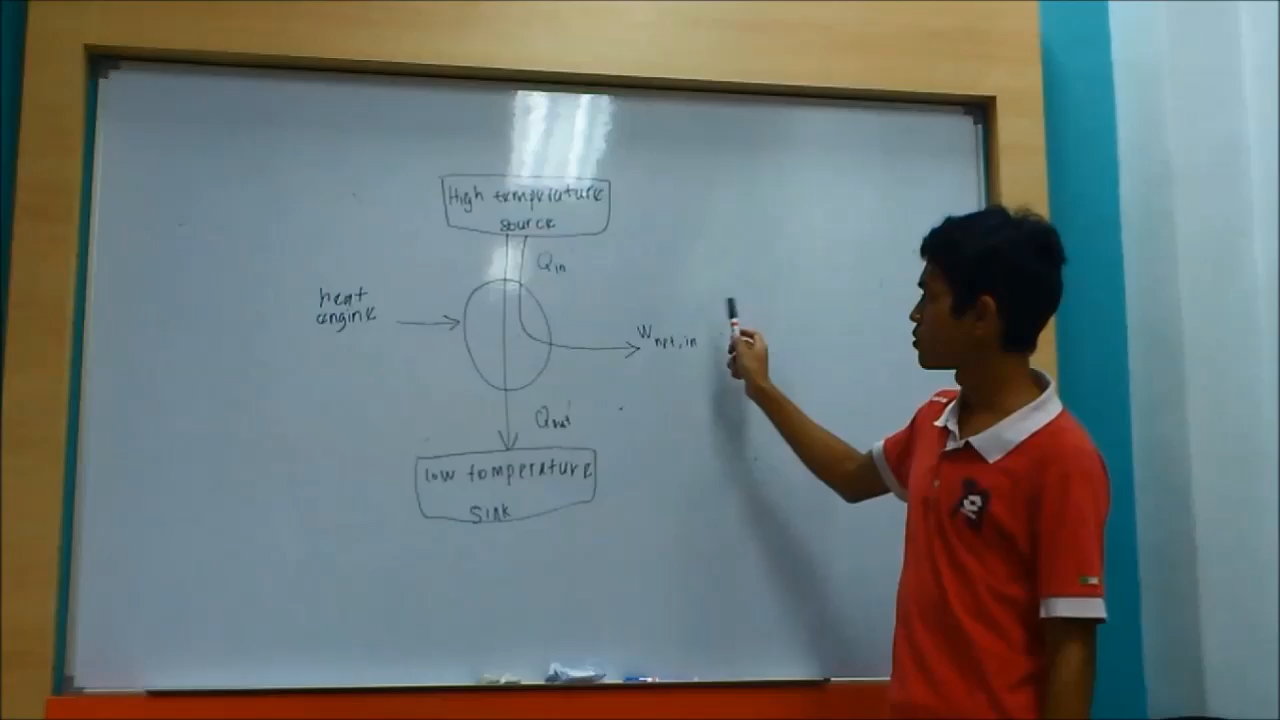 High temperature
source
Qin
heat
engine
Wnet,in
Qout
low temperature
sink